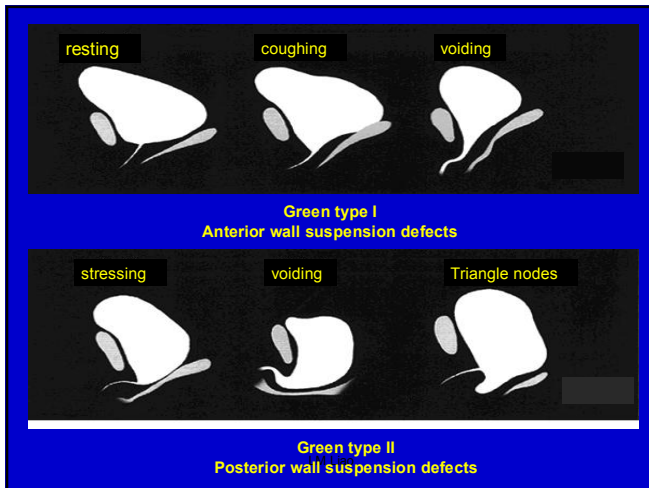 resting
coughing
voiding
Green type I
Anterior wall suspension defects
stressing
voiding
Triangle nodes
Green type II
Posterior wall suspension defects